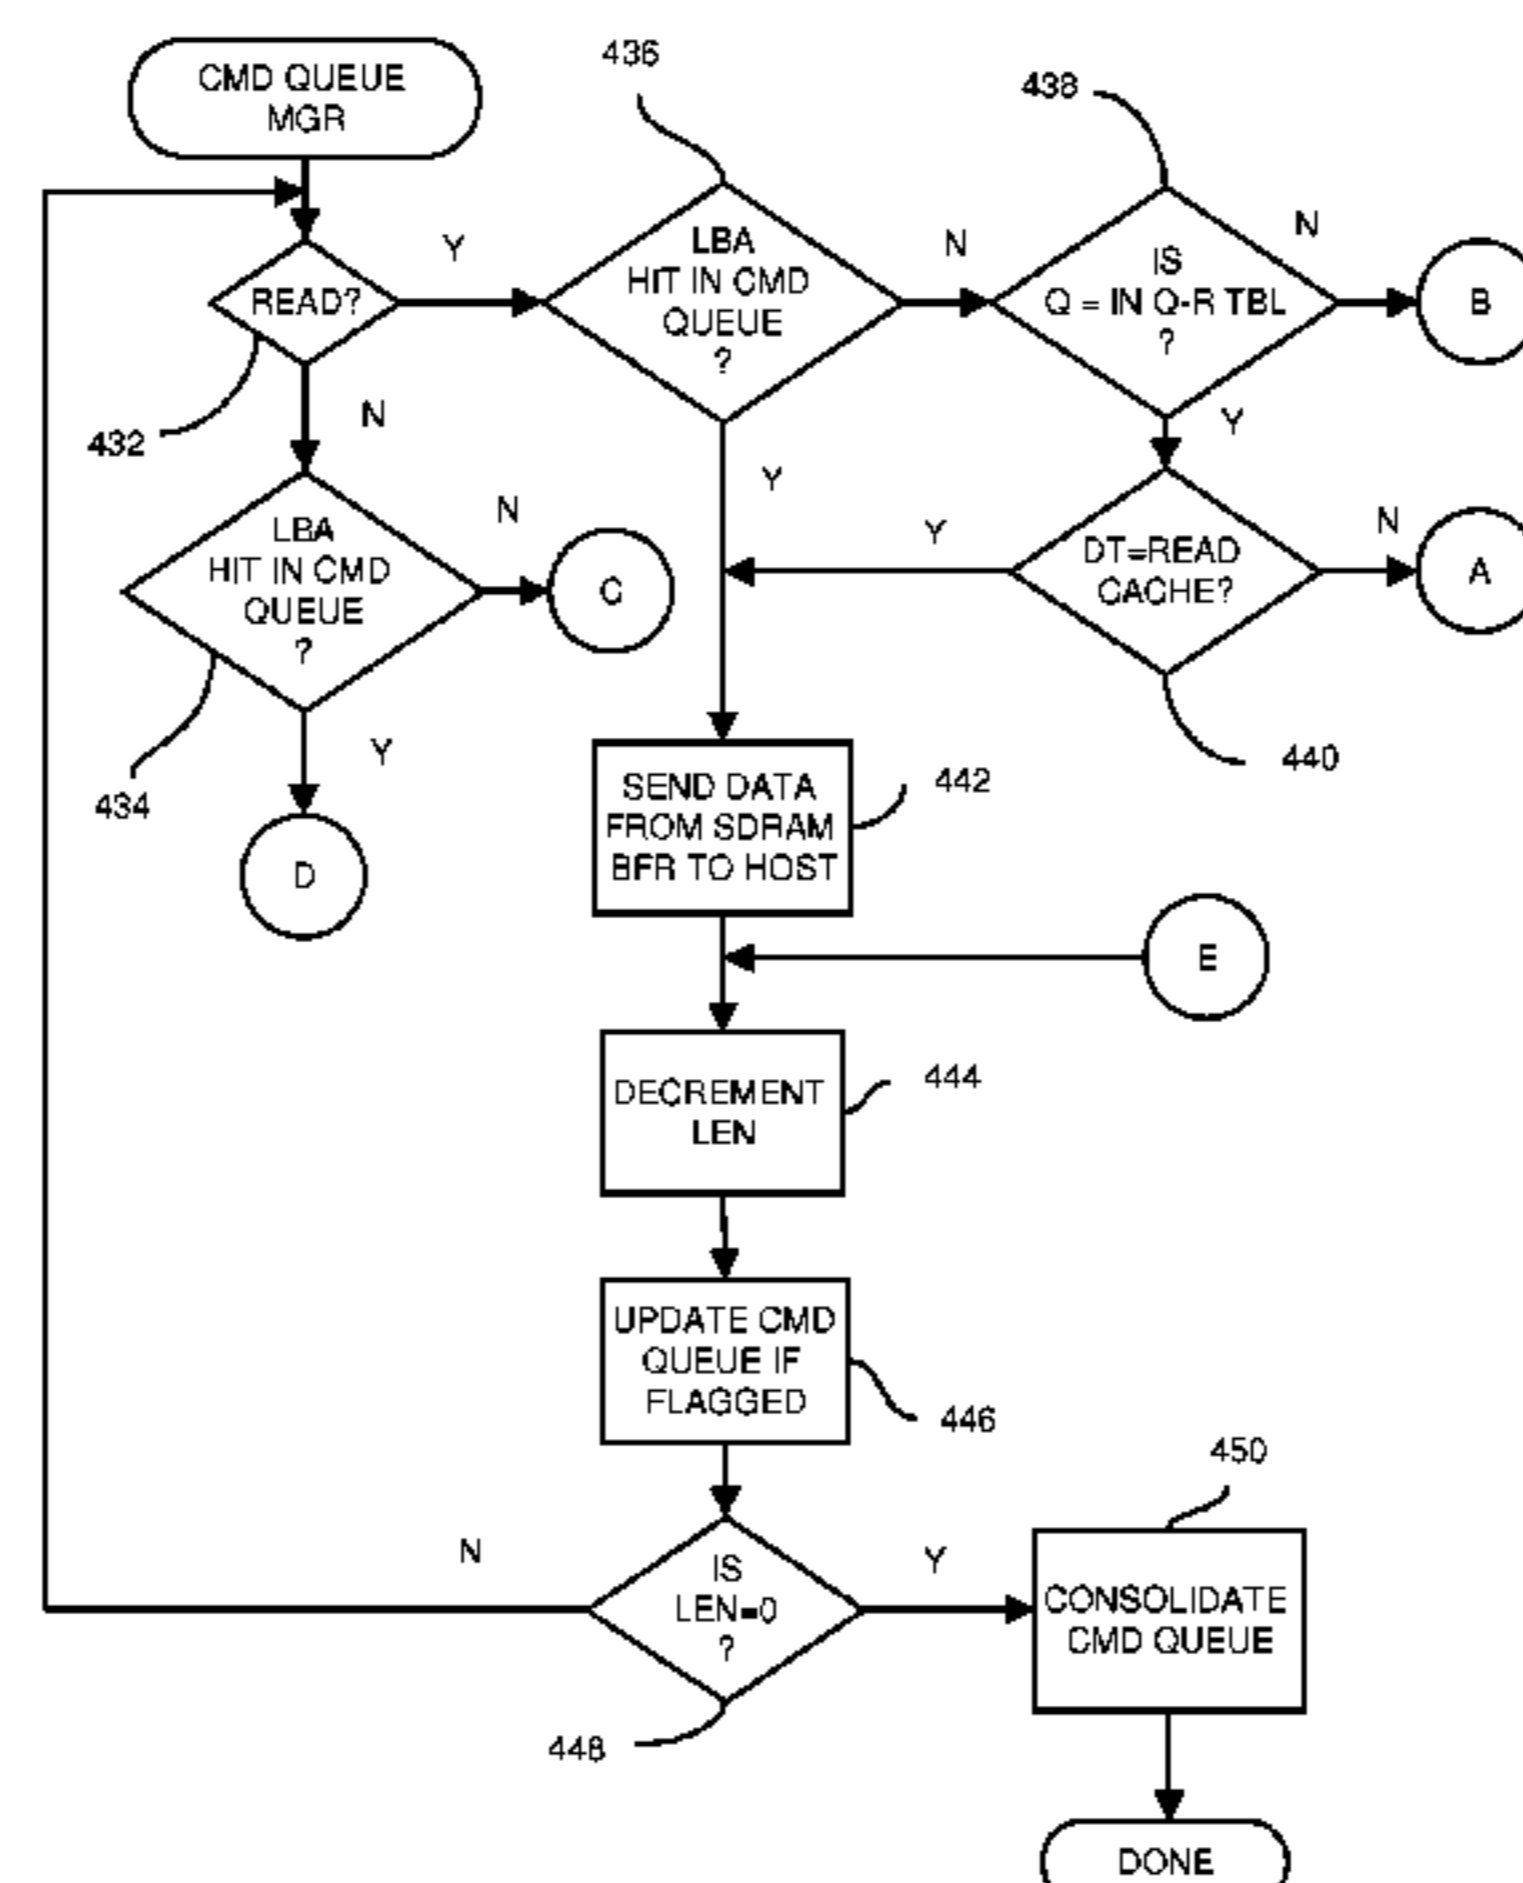 CMD QUEUE
MGR
436
438
READ?
Y
432
N
LBA
HIT IN CMD
QUEUE
?
N
IS
Q = IN Q-R TBL
?
N
B
Y
LBA
HIT IN CMD
QUEUE
?
N
C
434
Y
D
Y
DT=READ
CACHE?
Y
N
A
440
SEND DATA
FROM SDRAM
BFR TO HOST
442
E
DECREMENT
LEN
444
UPDATE CMD
QUEUE IF
FLAGGED
446
IS
LEN=0
?
N
Y
448
450
CONSOLIDATE
CMD QUEUE
DONE